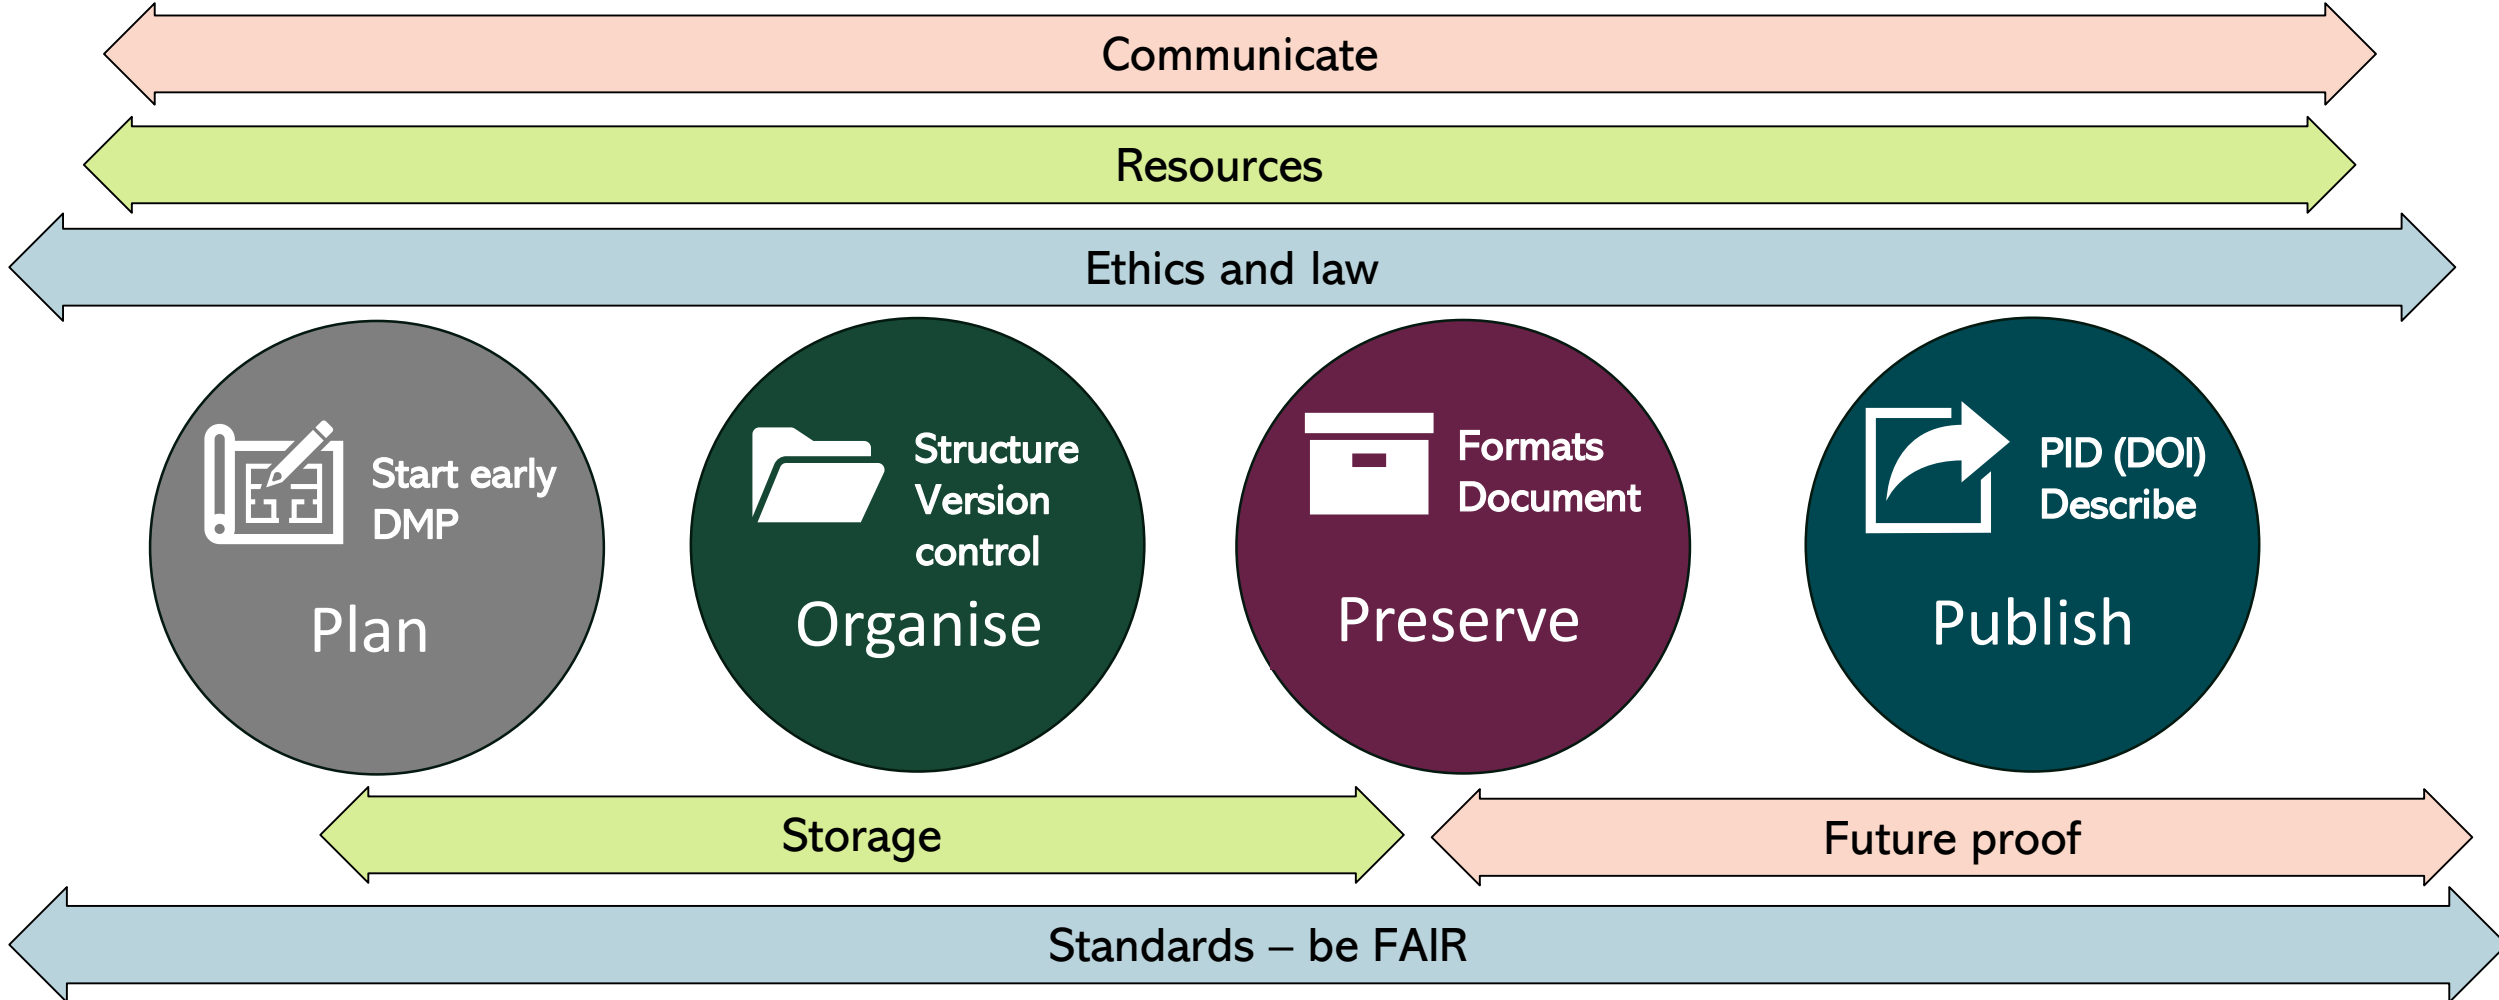 Communicate
Resources
Ethics and law
Start early
DMP
Plan
Structure
Version
control
Organise
Formats
Document
Preserve
PID (DOI)
Describe
Publish
Storage
Future proof
Standards – be FAIR